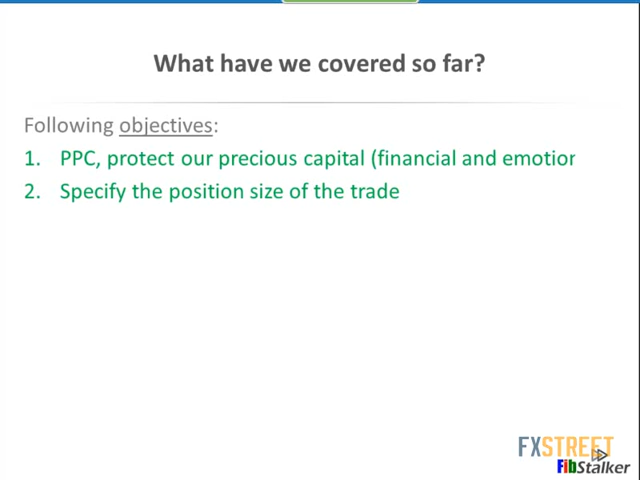 What have we covered so far?
Following objectives:
1. PPC, protect our precious capital (financial and emotion
2. Specify the position size of the trade
FXSTREET
FibStalker